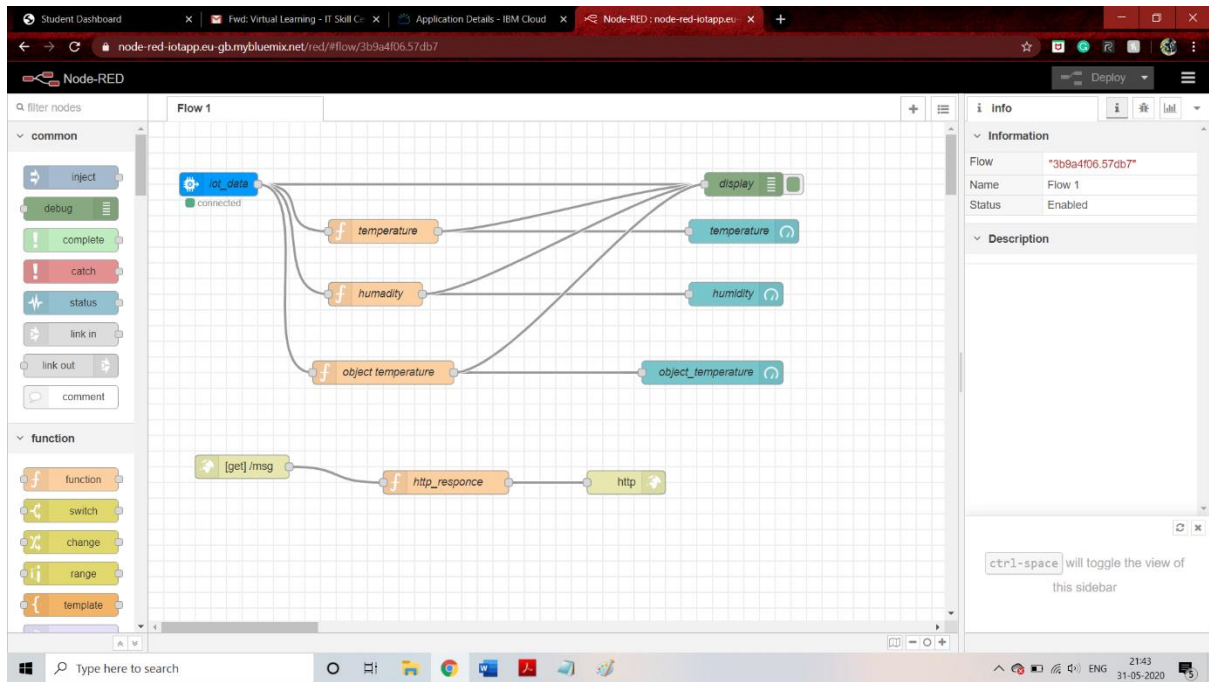 Student Dashboard
Fwd: Virtual Learning - IT Skill Ce
Application Details - IBM Cloud
Node-RED : node-red-iotapp.eu-
node-red-iotapp.eu-gb.mybluemix.net/red/#flow/3b9a4f06.57db7
Node-RED
Deploy
filter nodes
Flow 1
i info
common
inject
debug
complete
catch
status
link in
link out
comment
function
function
switch
change
range
template
iot_data
connected
display
temperature
temperature
humadity
humidity
object temperature
object_temperature
[get] /msg
http_responce
http
Information
Flow "3b9a4f06.57db7"
Name Flow 1
Status Enabled
Description
ctrl-space will toggle the view of
this sidebar
Type here to search
ENG
21:43
31-05-2020
5